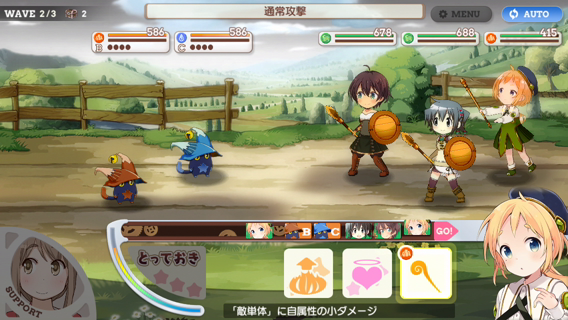 WAVE 2/3 2
通常攻撃
MENU
AUTO
586
B
586
C
678
688
415
B
C
GO!
とっておき
SUPPORT
「敵単体」に自属性の小ダメージ